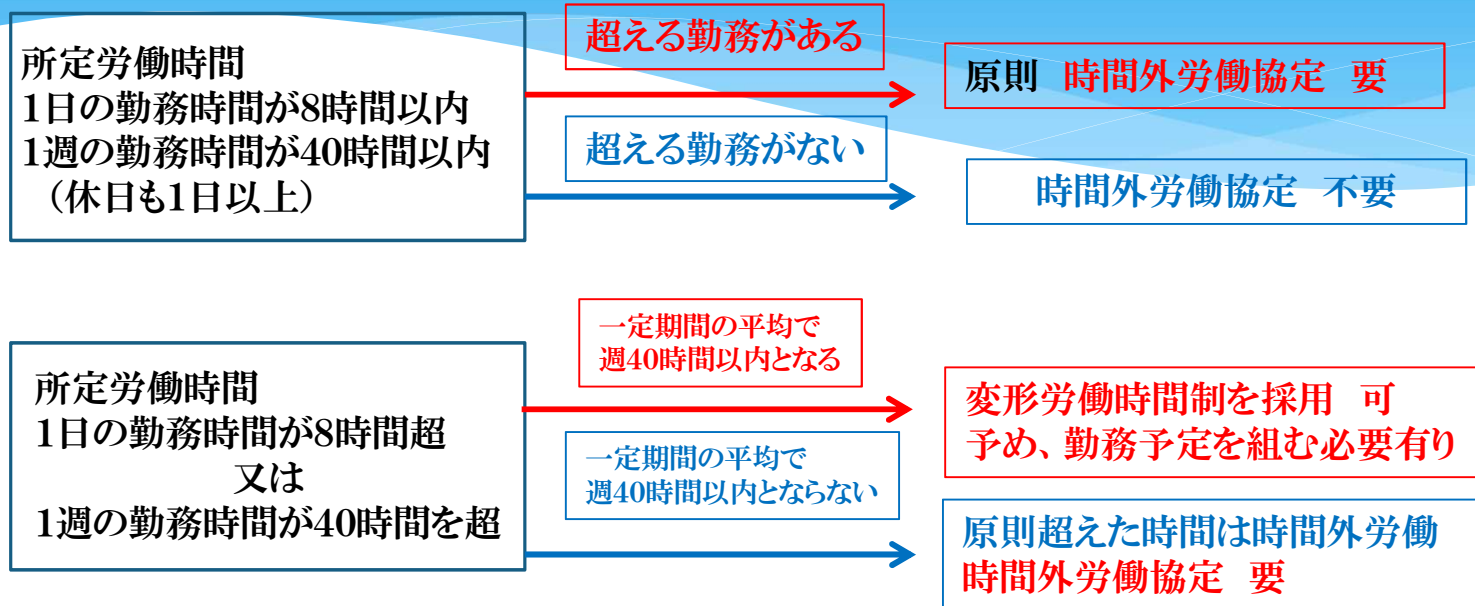 所定労働時間
1日の勤務時間が8時間以内
1週の勤務時間が40時間以内
（休日も1日以上）
超える勤務がある
原則　時間外労働協定　要
超える勤務がない
時間外労働協定　不要
所定労働時間
1日の勤務時間が8時間超
又は
1週の勤務時間が40時間を超
一定期間の平均で
週40時間以内となる
変形労働時間制を採用　可
予め、勤務予定を組む必要有り
一定期間の平均で
週40時間以内とならない
原則超えた時間は時間外労働
時間外労働協定　要